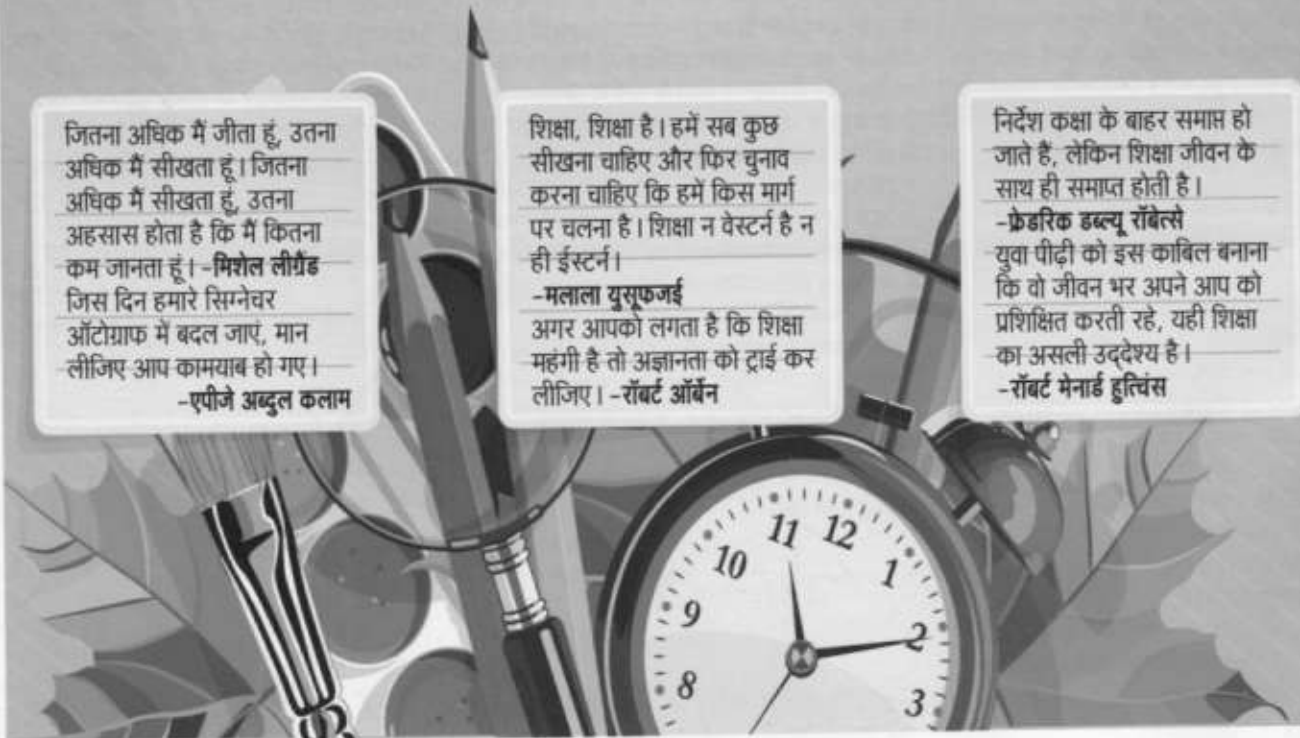 जितना अधिक मैं जीता हूं, उतना
अधिक मैं सीखता हूं। जितना
अधिक मैं सीखता हूं, उतना
अहसास होता है कि मैं कितना
कम जानता हूं। -मिशेल लीग्रैंड
जिस दिन हमारे सिग्नेचर
ऑटोग्राफ में बदल जाएं, मान
लीजिए आप कामयाब हो गए।
-एपीजे अब्दुल कलाम
शिक्षा, शिक्षा है। हमें सब कुछ
सीखना चाहिए और फिर चुनाव
करना चाहिए कि हमें किस मार्ग
पर चलना है। शिक्षा न वेस्टर्न है न
ही ईस्टर्न।
-मलाला युसूफजई
अगर आपको लगता है कि शिक्षा
महंगी है तो अज्ञानता को ट्राई कर
लीजिए। -रॉबर्ट ऑर्बेन
निर्देश कक्षा के बाहर समाप्त हो
जाते हैं, लेकिन शिक्षा जीवन के
साथ ही समाप्त होती है।
-फ्रेडरिक डब्ल्यू रॉबर्त्स
युवा पीढ़ी को इस काबिल बनाना
कि वो जीवन भर अपने आप को
प्रशिक्षित करती रहे, यही शिक्षा
का असली उद्देश्य है।
-रॉबर्ट मेनार्ड हुत्चिंस
11 12
10 1
9 2
8 3